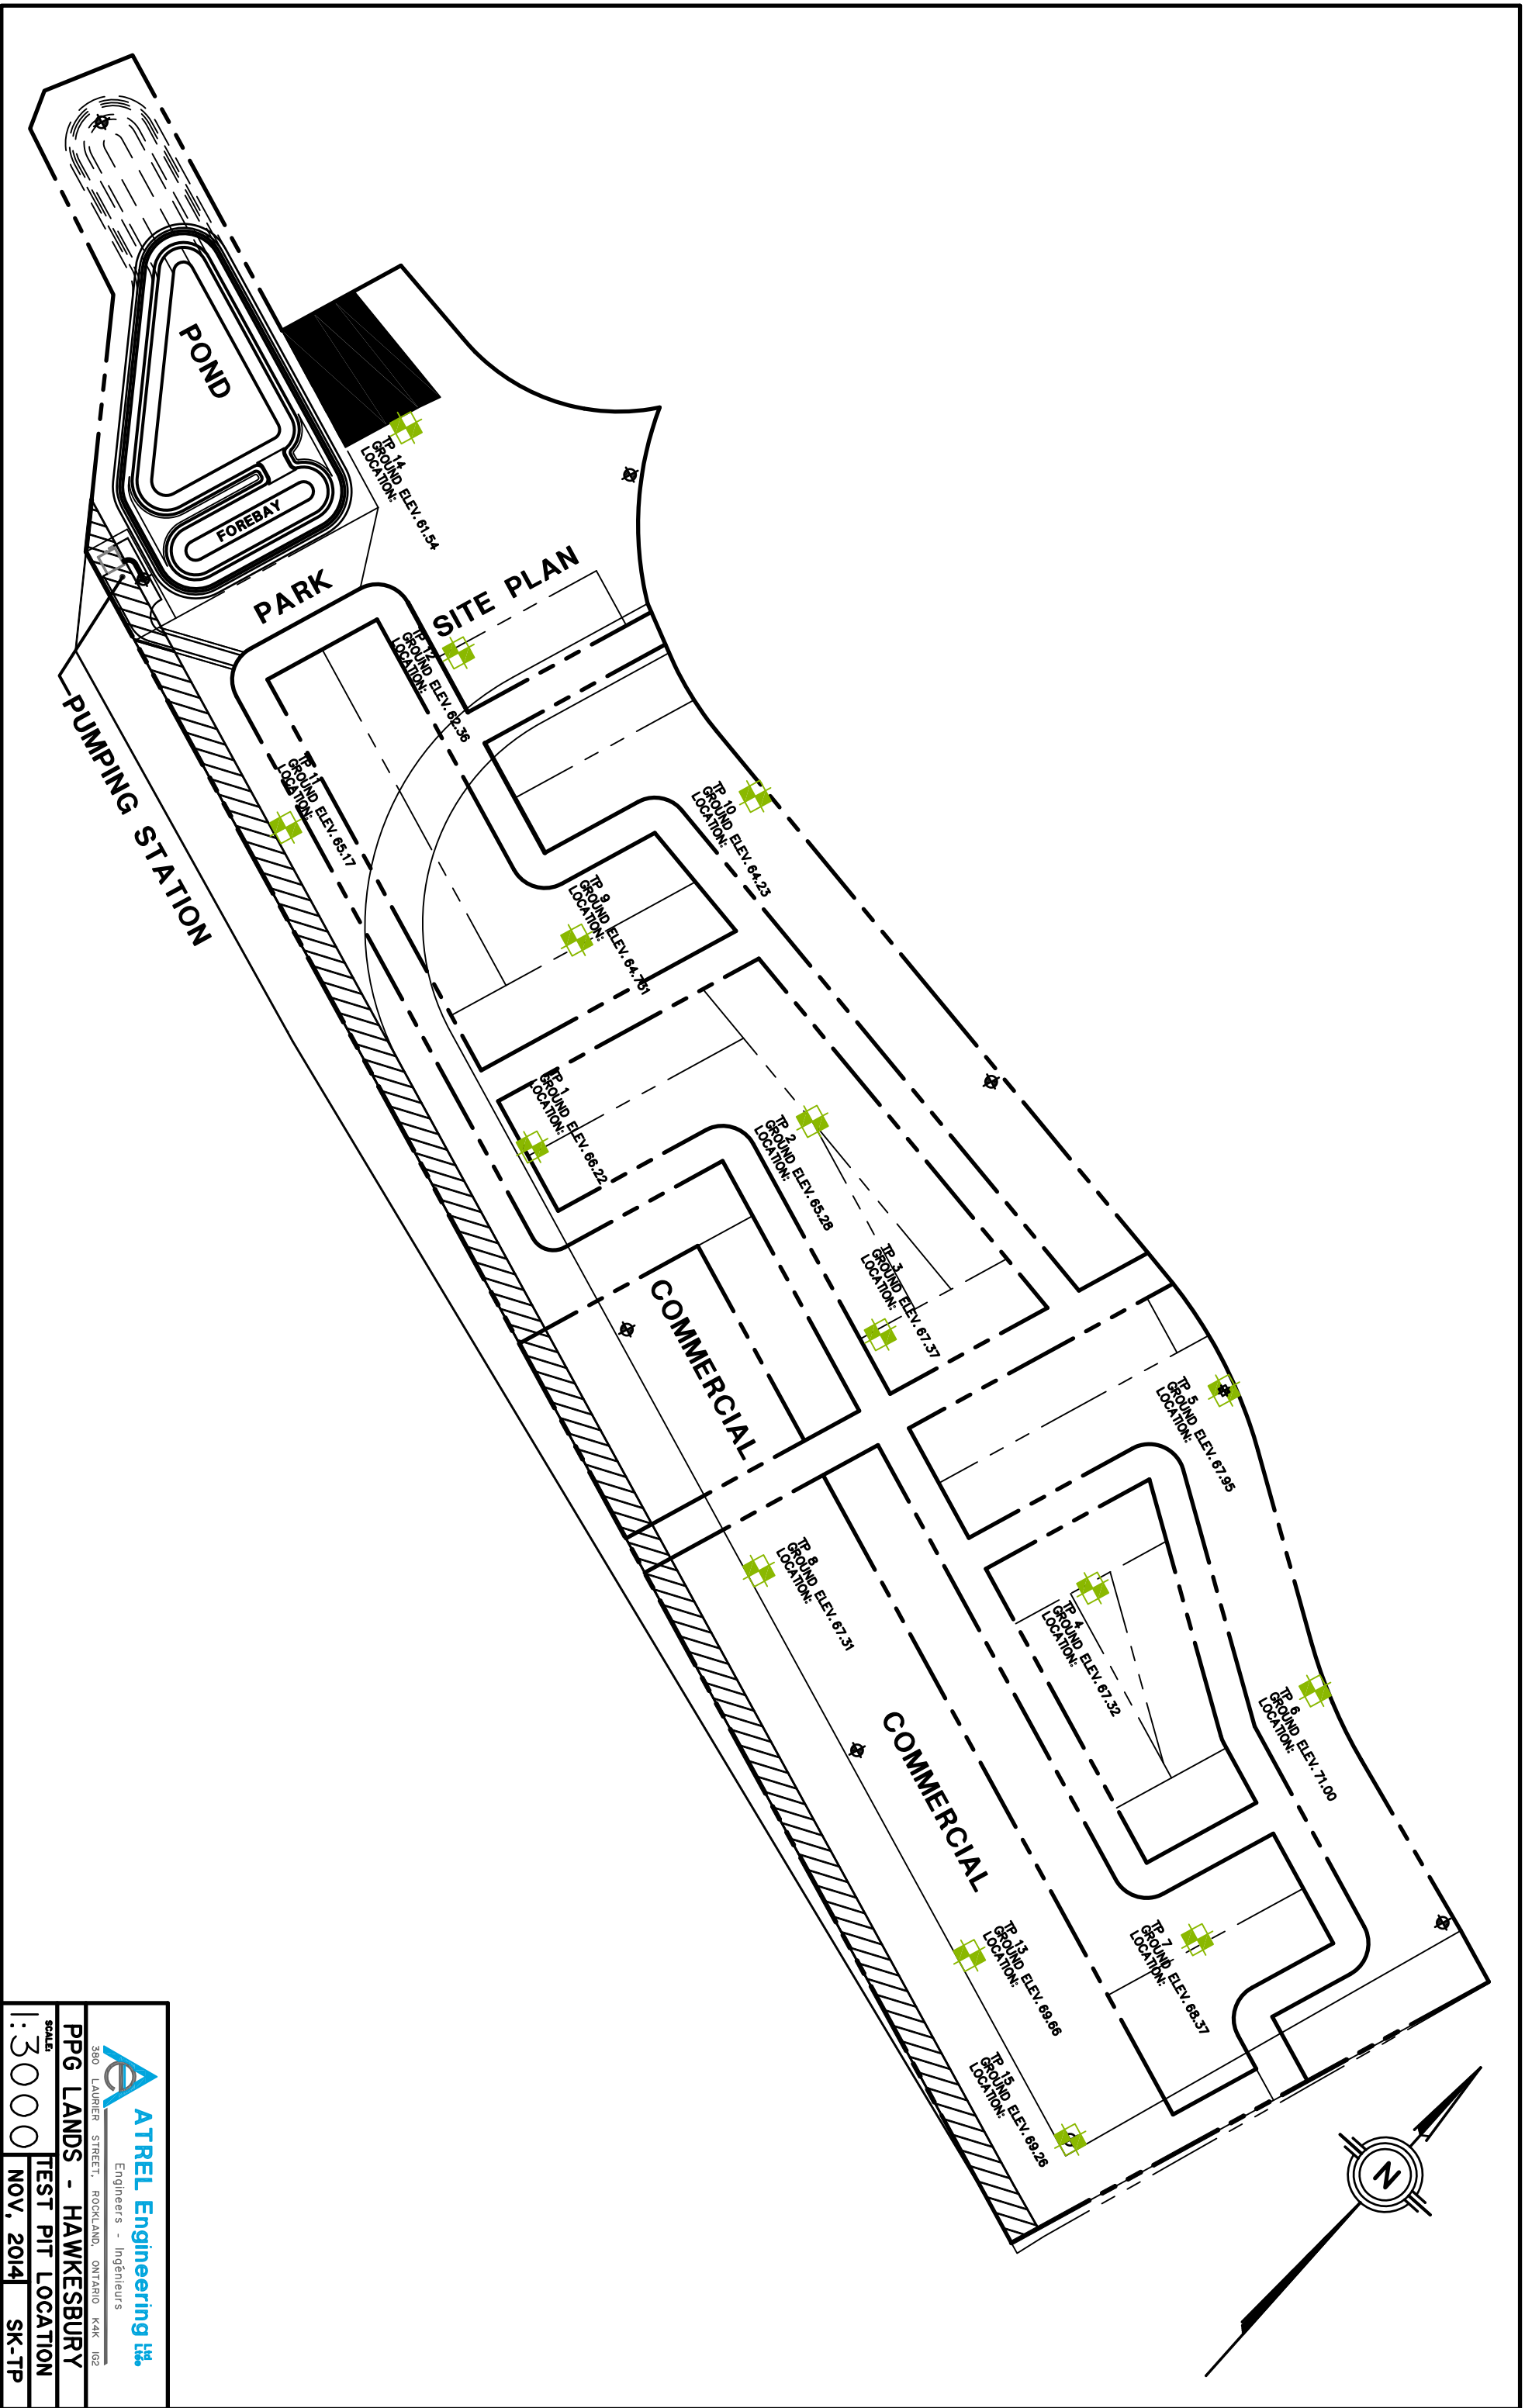 POND
FOREBAY
PARK
SITE PLAN
PUMPING STATION
TP 14
GROUND ELEV. 61.54
LOCATION:
TP 12
GROUND ELEV. 62.36
LOCATION:
TP 11
GROUND ELEV. 65.17
LOCATION:
TP 10
GROUND ELEV. 64.23
LOCATION:
TP 9
GROUND ELEV. 64.731
LOCATION:
TP 1
GROUND ELEV. 66.22
LOCATION:
TP 2
GROUND ELEV. 65.28
LOCATION:
TP 3
GROUND ELEV. 67.37
LOCATION:
COMMERCIAL
TP 5
GROUND ELEV. 67.95
LOCATION:
TP 8
GROUND ELEV. 67.31
LOCATION:
TP 4
GROUND ELEV. 67.32
LOCATION:
TP 6
GROUND ELEV. 71.00
LOCATION:
COMMERCIAL
TP 13
GROUND ELEV. 69.66
LOCATION:
TP 7
GROUND ELEV. 68.37
LOCATION:
TP 15
GROUND ELEV. 69.26
LOCATION:
N
Ae
ATREL Engineering Ltd Ltée
Engineers - Ingénieurs
380 LAURIER STREET, ROCKLAND, ONTARIO K4K 1G2
PPG LANDS - HAWKESBURY
SCALE:
1:3000
TEST PIT LOCATION
NOV, 2014
SK-TP